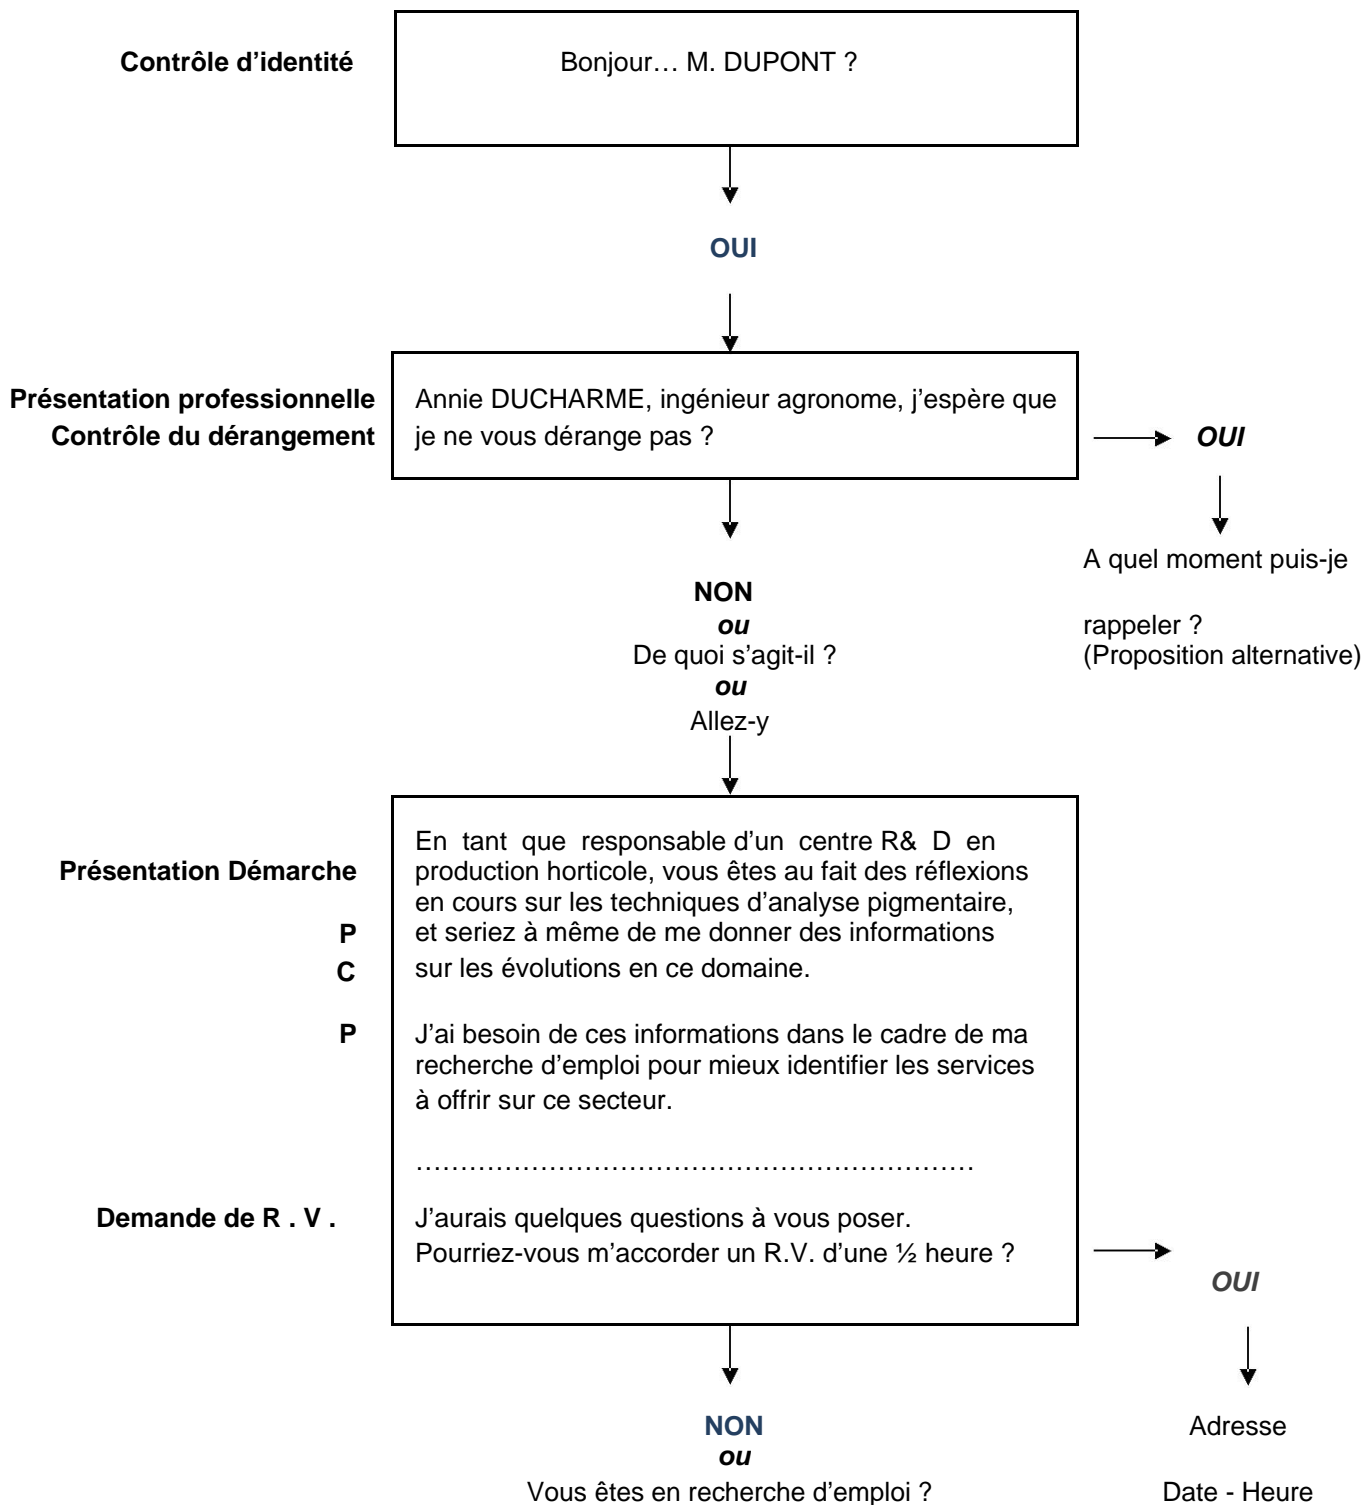 Contrôle d’identité
Bonjour… M. DUPONT ?
OUI
Présentation professionnelle
Contrôle du dérangement
Annie DUCHARME, ingénieur agronome, j’espère que
je ne vous dérange pas ?
OUI
A quel moment puis-je
rappeler ?
(Proposition alternative)
NON
ou
De quoi s’agit-il ?
ou
Allez-y
Présentation Démarche
P
C
P
En tant que responsable d’un centre R& D en
production horticole, vous êtes au fait des réflexions
en cours sur les techniques d’analyse pigmentaire,
et seriez à même de me donner des informations
sur les évolutions en ce domaine.
J’ai besoin de ces informations dans le cadre de ma
recherche d’emploi pour mieux identifier les services
à offrir sur ce secteur.
……………………………………………………
Demande de R . V .
J’aurais quelques questions à vous poser.
Pourriez-vous m’accorder un R.V. d’une ½ heure ?
OUI
Adresse
Date - Heure
NON
ou
Vous êtes en recherche d’emploi ?